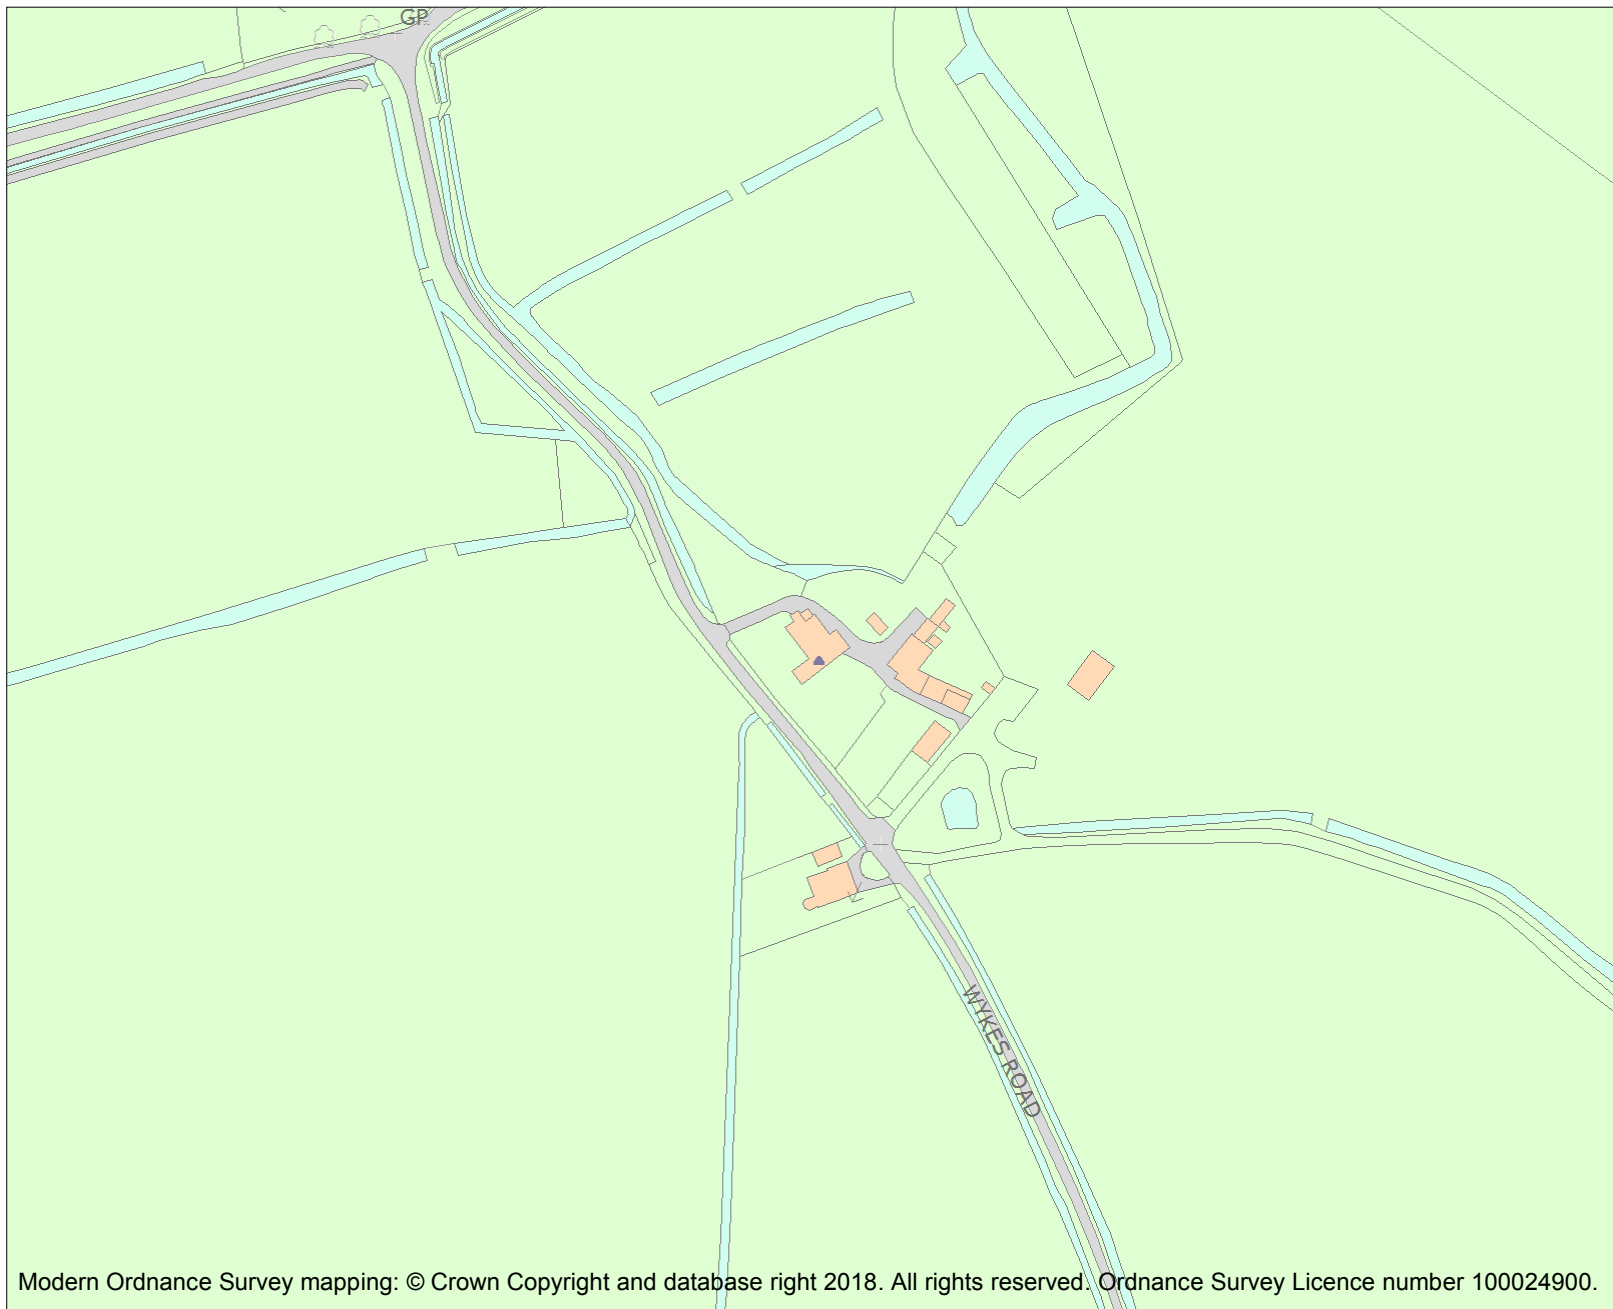 GP
WYKES ROAD
Modern Ordnance Survey mapping: © Crown Copyright and database right 2018. All rights reserved. Ordnance Survey Licence number 100024900.